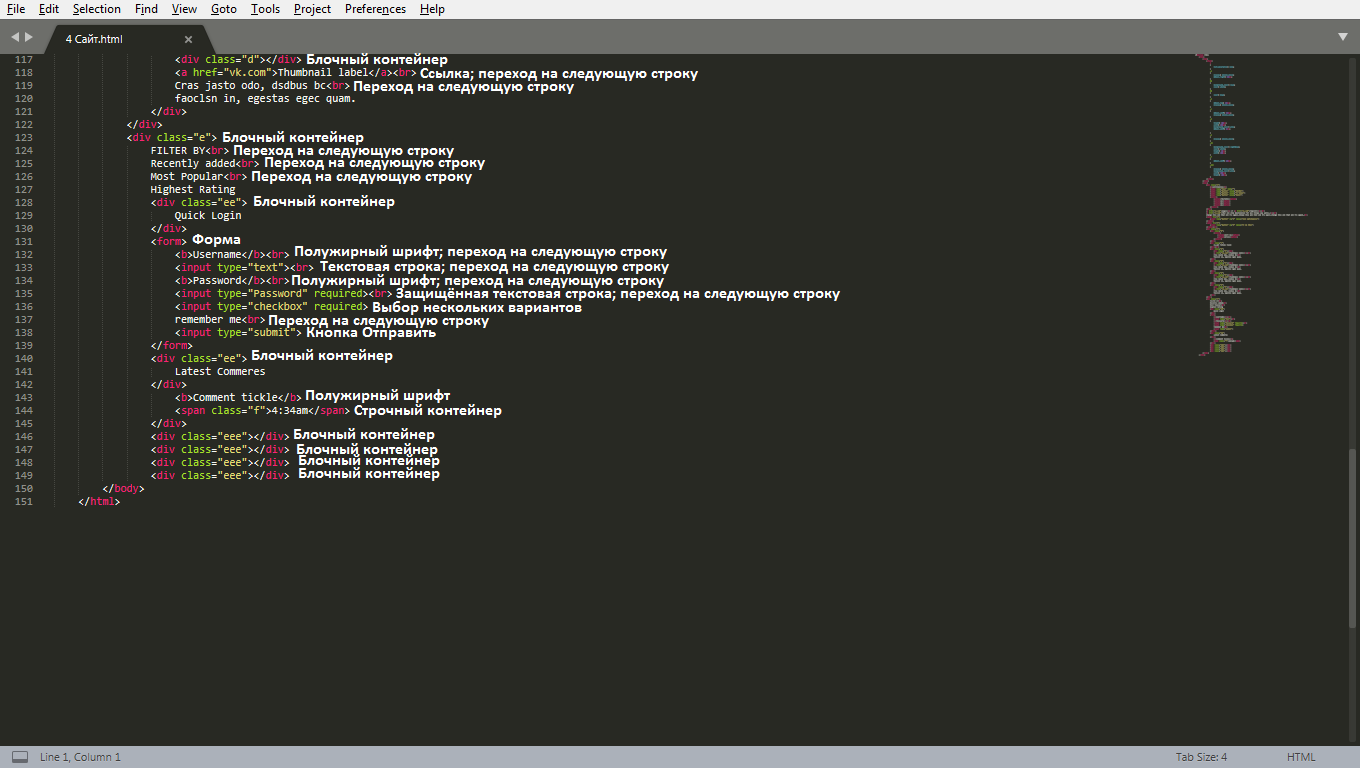 File Edit Selection Find View Goto Tools Project Preferences Help
4 Сайт.html
117 <div class="d"></div> Блочный контейнер
118 <a href="vk.com">Thumbnail label</a><br> Ссылка; переход на следующую строку
119 Cras jasto odo, dsdbus bc<br> Переход на следующую строку
120 faoclsn in, egestas egec quam.
121 </div>
122 </div>
123 <div class="e"> Блочный контейнер
124 FILTER BY<br> Переход на следующую строку
125 Recently added<br> Переход на следующую строку
126 Most Popular<br> Переход на следующую строку
127 Highest Rating
128 <div class="ee"> Блочный контейнер
129 Quick Login
130 </div>
131 <form> Форма
132 <b>Username</b><br> Полужирный шрифт; переход на следующую строку
133 <input type="text"><br> Текстовая строка; переход на следующую строку
134 <b>Password</b><br> Полужирный шрифт; переход на следующую строку
135 <input type="Password" required><br> Защищённая текстовая строка; переход на следующую строку
136 <input type="checkbox" required> Выбор нескольких вариантов
137 remember me<br> Переход на следующую строку
138 <input type="submit"> Кнопка Отправить
139 </form>
140 <div class="ee"> Блочный контейнер
141 Latest Commeres
142 </div>
143 <b>Comment tickle</b> Полужирный шрифт
144 <span class="f">4:34am</span> Строчный контейнер
145 </div>
146 <div class="eee"></div> Блочный контейнер
147 <div class="eee"></div> Блочный контейнер
148 <div class="eee"></div> Блочный контейнер
149 <div class="eee"></div> Блочный контейнер
150 </body>
151 </html>
Line 1, Column 1 Tab Size: 4 HTML